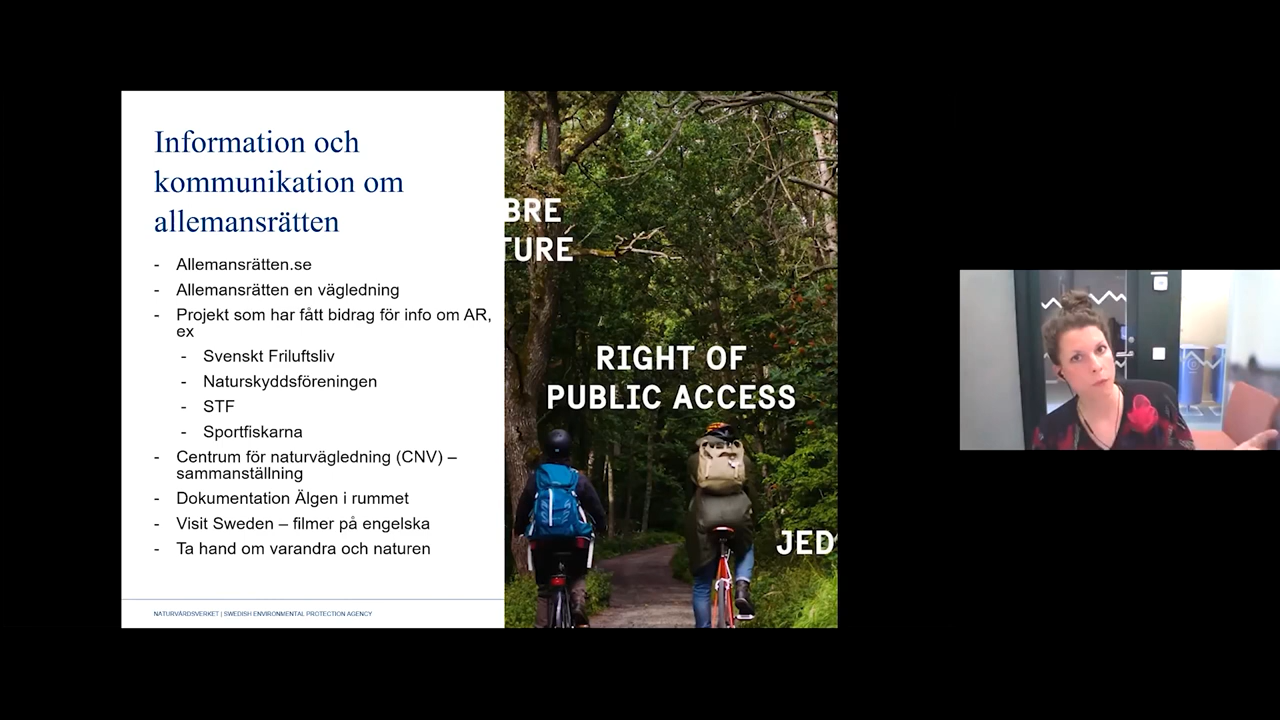 Information och
kommunikation om
allemansrätten
- Allemansrätten.se
- Allemansrätten en vägledning
- Projekt som har fått bidrag för info om AR,
ex
- Svenskt Friluftsliv
- Naturskyddsföreningen
- STF
- Sportfiskarna
- Centrum för naturvägledning (CNV) –
sammanställning
- Dokumentation Älgen i rummet
- Visit Sweden – filmer på engelska
- Ta hand om varandra och naturen
NATURVÅRDSVERKET | SWEDISH ENVIRONMENTAL PROTECTION AGENCY
BRE
TURE
RIGHT OF
PUBLIC ACCESS
JED